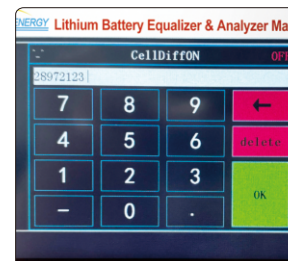 ENERGY Lithium Battery Equalizer & Analyzer Ma
CellDiffON OFF
28972123
7 8 9 ←
4 5 6 delete
1 2 3
OK
- 0 .